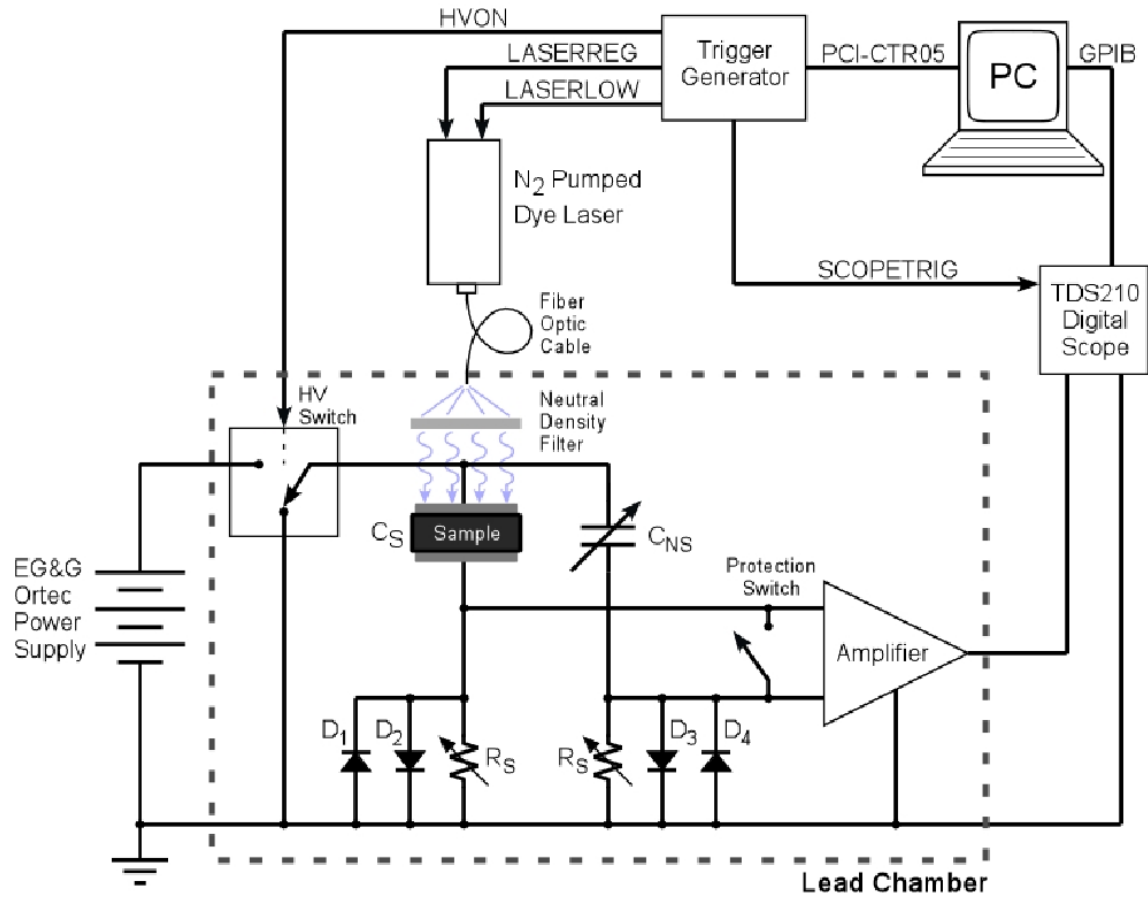 HVON
LASERREG
LASERLOW
Trigger
Generator
PCI-CTR05
PC
GPIB
N2 Pumped
Dye Laser
SCOPETRIG
TDS210
Digital
Scope
Fiber
Optic
Cable
HV
Switch
Neutral
Density
Filter
CS
Sample
CNS
EG&G
Ortec
Power
Supply
Protection
Switch
Amplifier
D1
D2
RS
RS
D3
D4
Lead Chamber